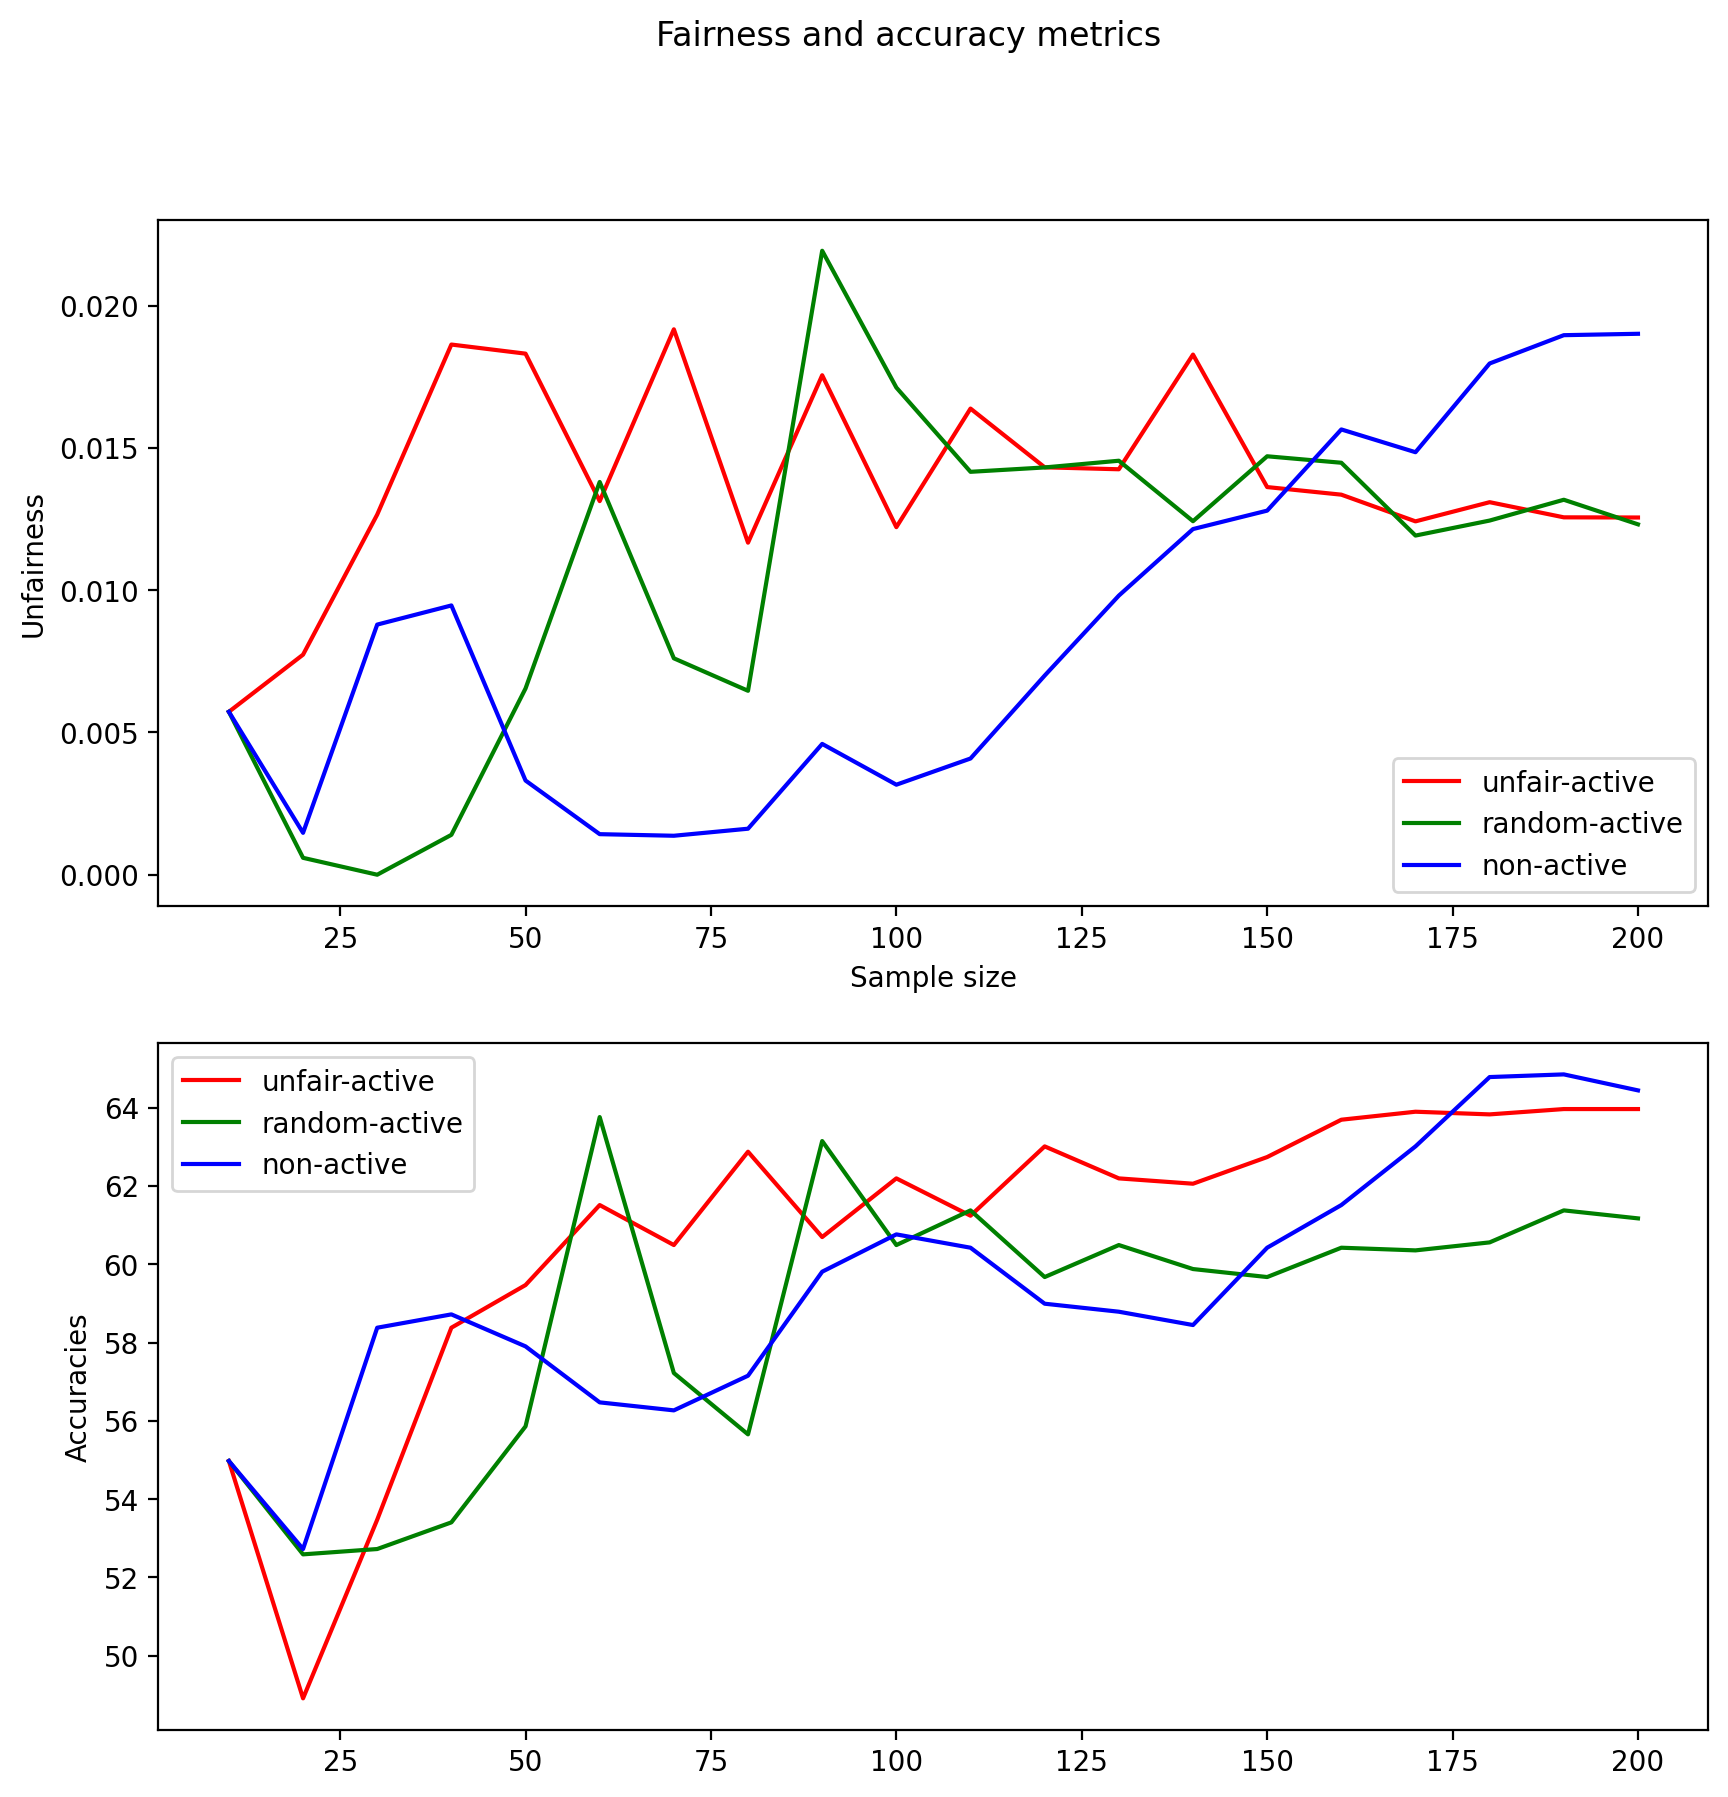 Fairness and accuracy metrics
Unfairness
0.020
0.015
0.010
0.005
0.000
unfair-active
random-active
non-active
25 50 75 100 125 150 175 200
Sample size
Accuracies
64
62
60
58
56
54
52
50
unfair-active
random-active
non-active
25 50 75 100 125 150 175 200